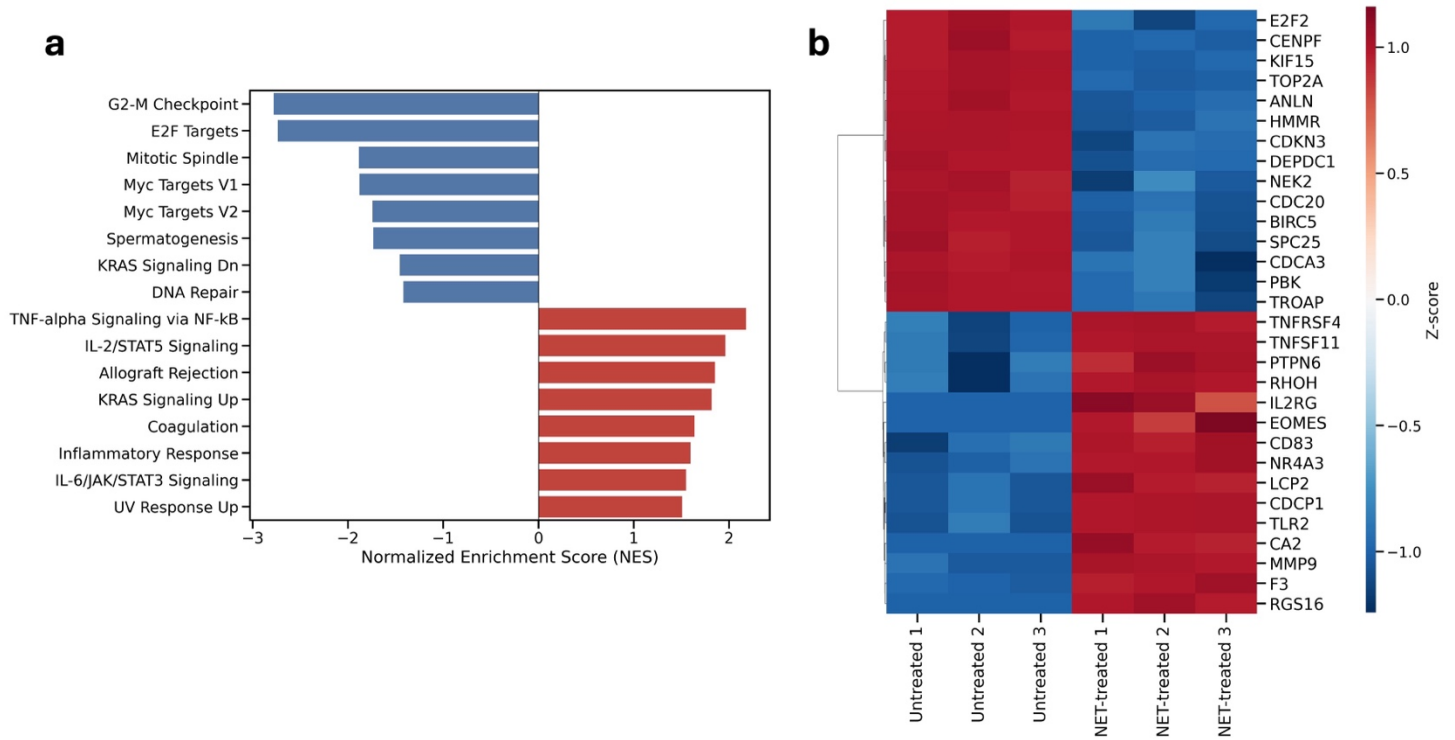 a
G2-M Checkpoint
E2F Targets
Mitotic Spindle
Myc Targets V1
Myc Targets V2
Spermatogenesis
KRAS Signaling Dn
DNA Repair
TNF-alpha Signaling via NF-kB
IL-2/STAT5 Signaling
Allograft Rejection
KRAS Signaling Up
Coagulation
Inflammatory Response
IL-6/JAK/STAT3 Signaling
UV Response Up
−3 −2 −1 0 1 2
Normalized Enrichment Score (NES)
b
E2F2
CENPF
KIF15
TOP2A
ANLN
HMMR
CDKN3
DEPDC1
NEK2
CDC20
BIRC5
SPC25
CDCA3
PBK
TROAP
TNFRSF4
TNFSF11
PTPN6
RHOH
IL2RG
EOMES
CD83
NR4A3
LCP2
CDCP1
TLR2
CA2
MMP9
F3
RGS16
Untreated 1
Untreated 2
Untreated 3
NET-treated 1
NET-treated 2
NET-treated 3
1.0
0.5
0.0
−0.5
−1.0
Z-score